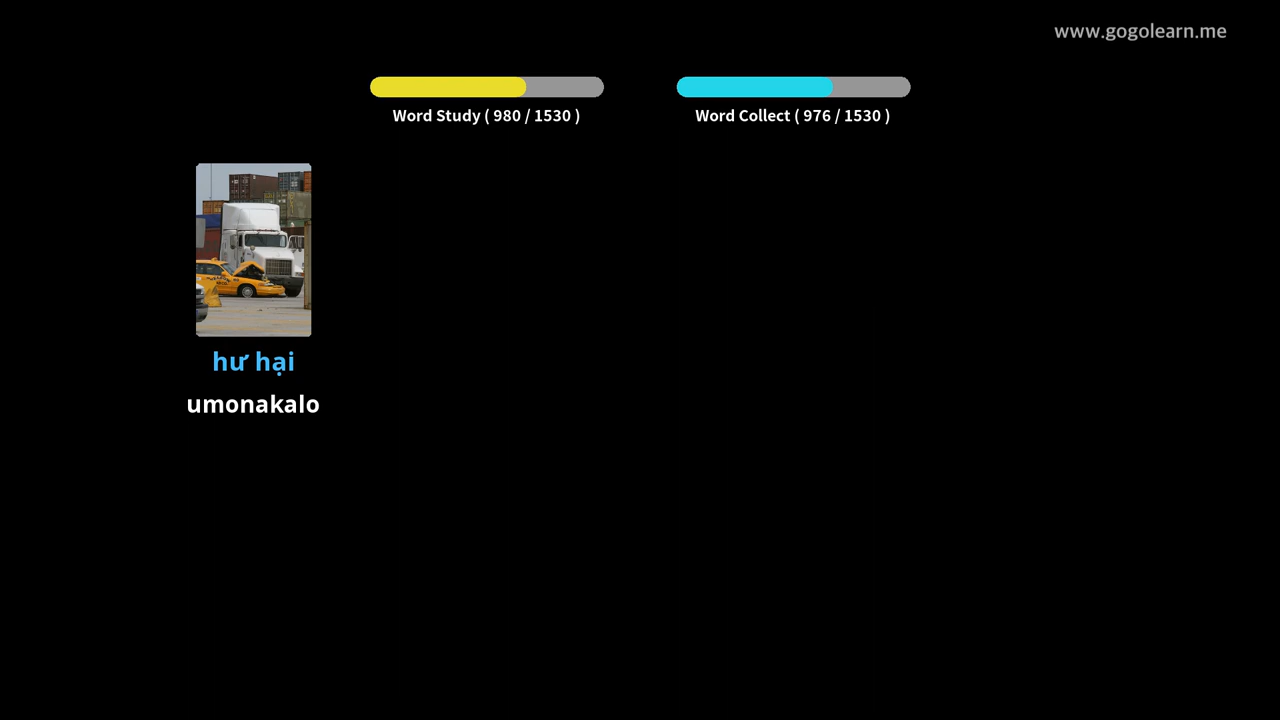 www.gogolearn.me
Word Study ( 980 / 1530 )
Word Collect ( 976 / 1530 )
hư hại
umonakalo